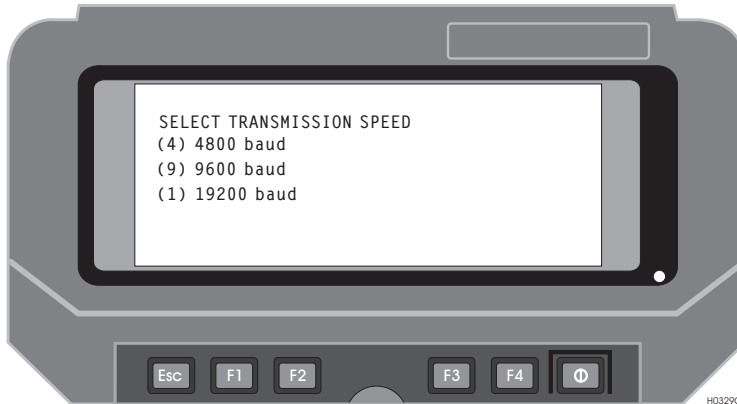 SELECT TRANSMISSION SPEED
(4) 4800 baud
(9) 9600 baud
(1) 19200 baud
Esc F1 F2 F3 F4